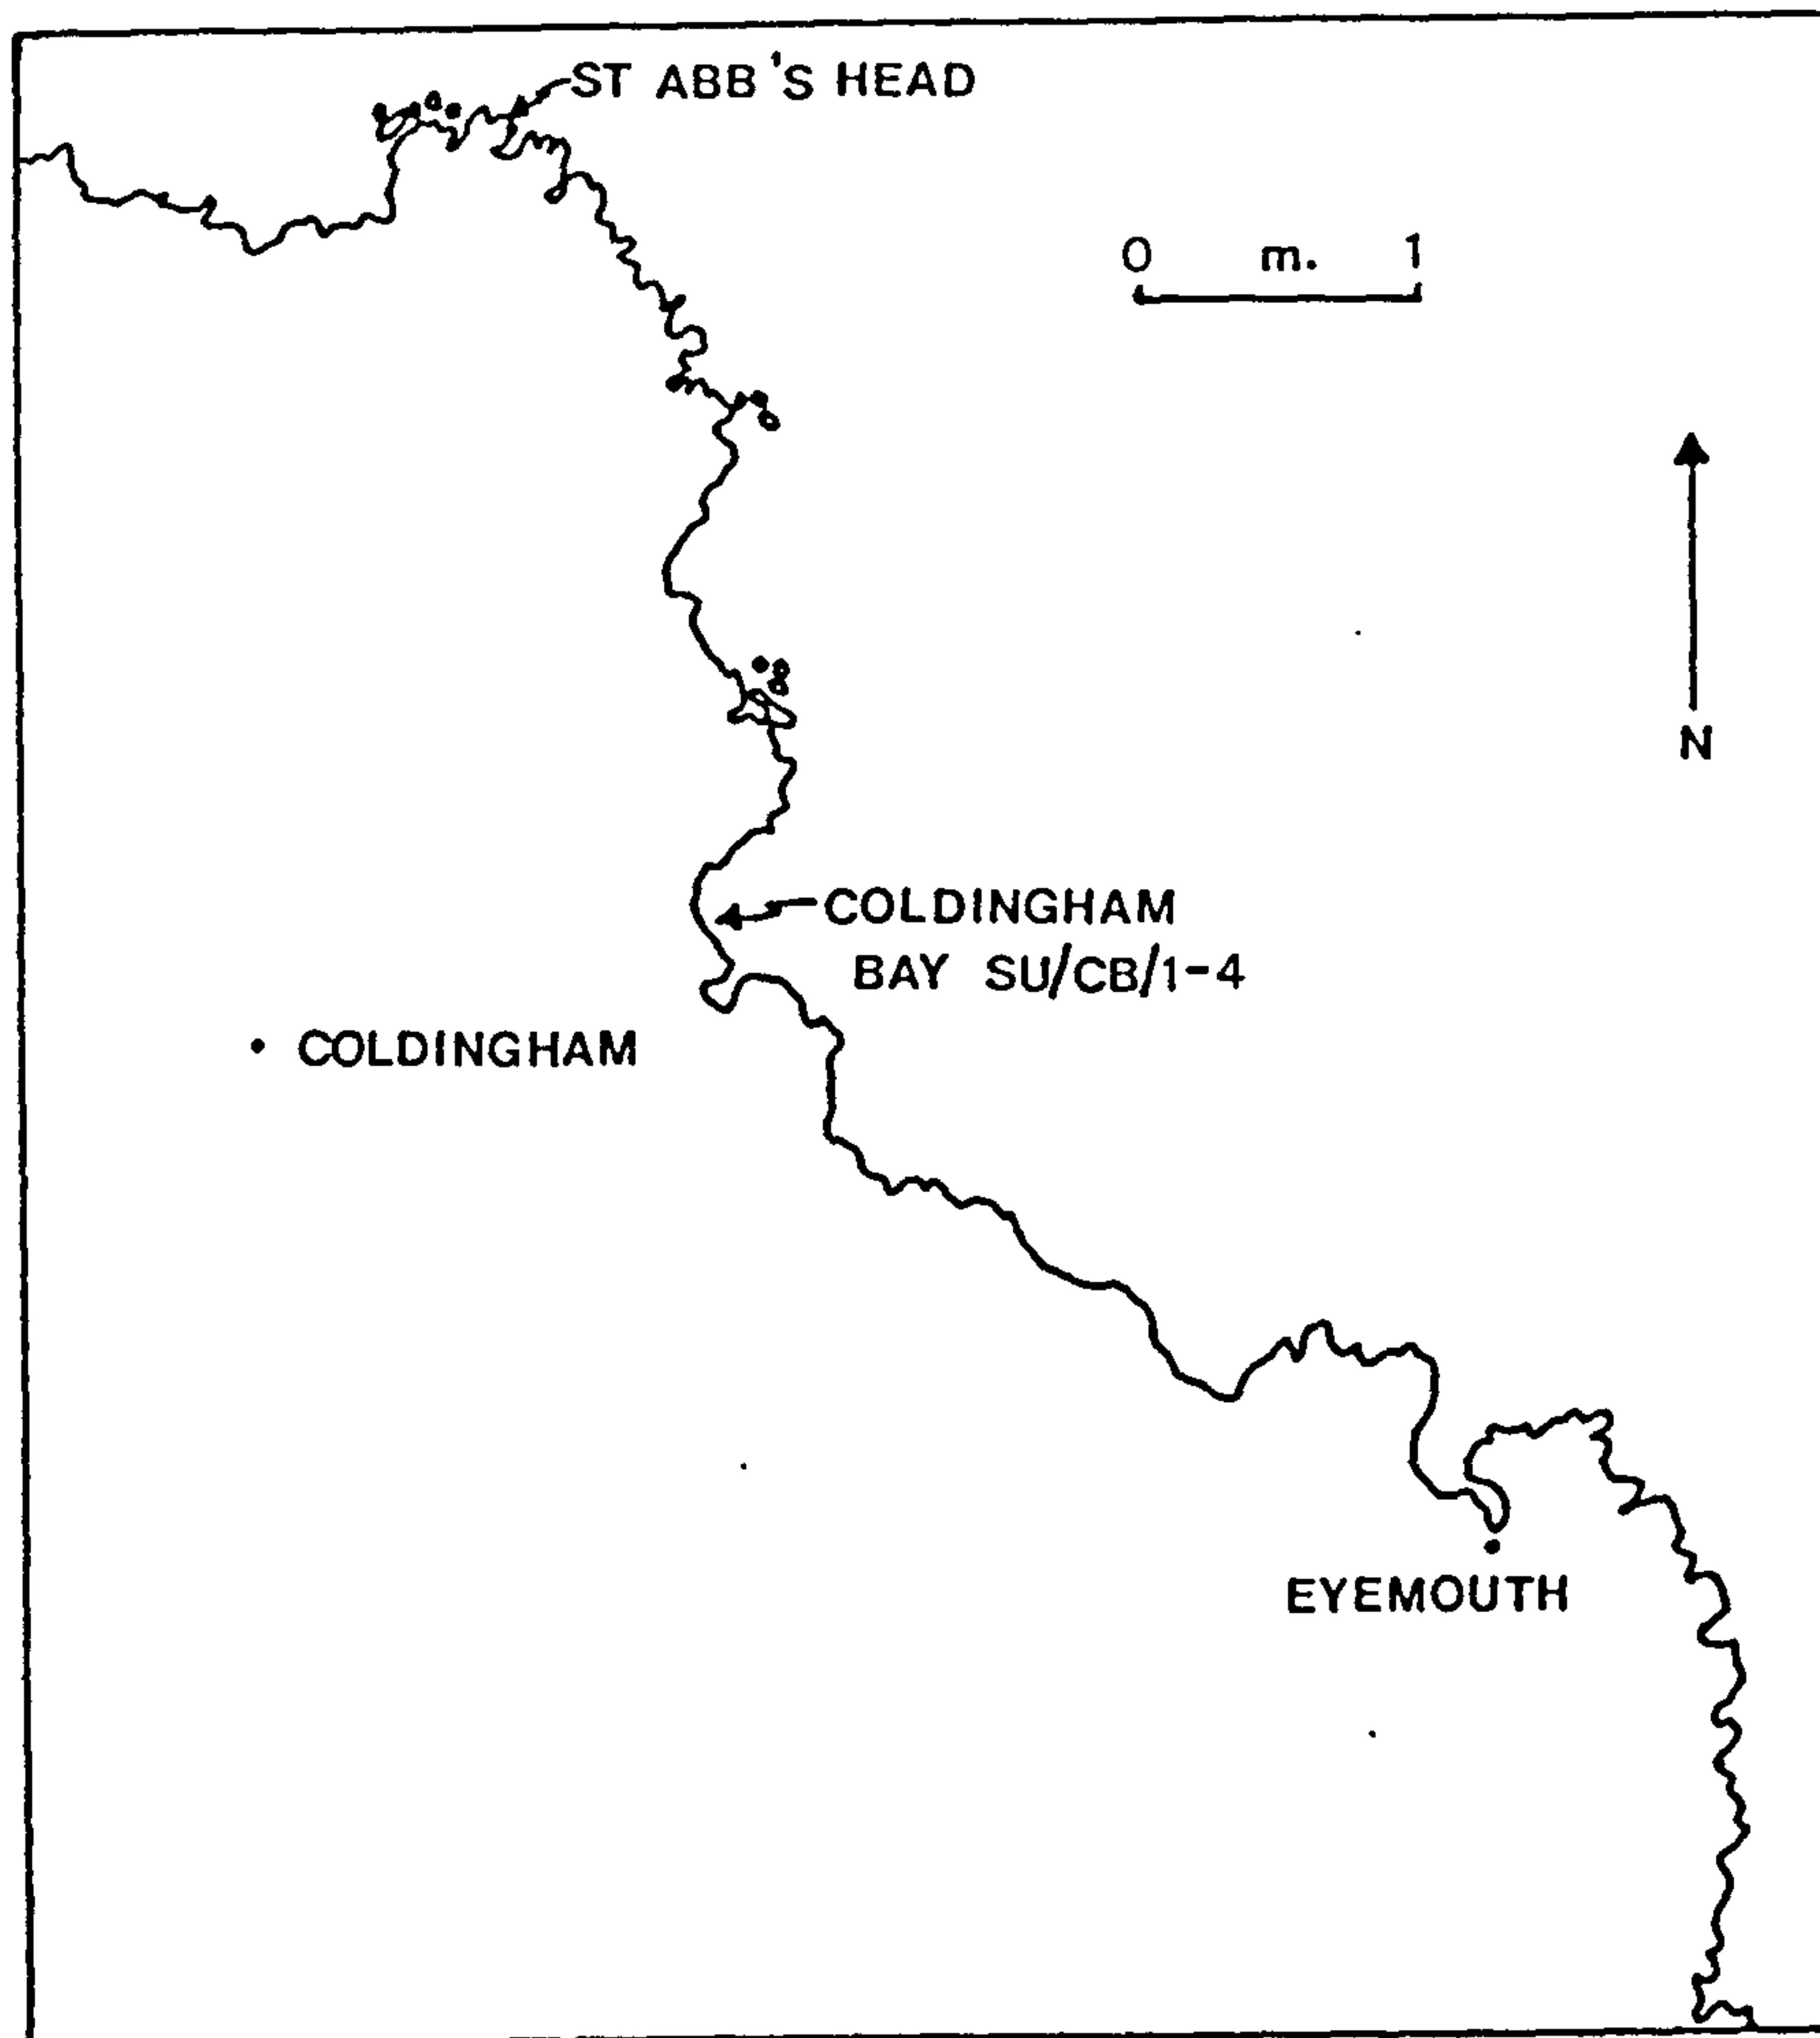 ST ABB'S HEAD
0 m. 1
N
COLDINGHAM
BAY SU/CB/1-4
COLDINGHAM
EYEMOUTH